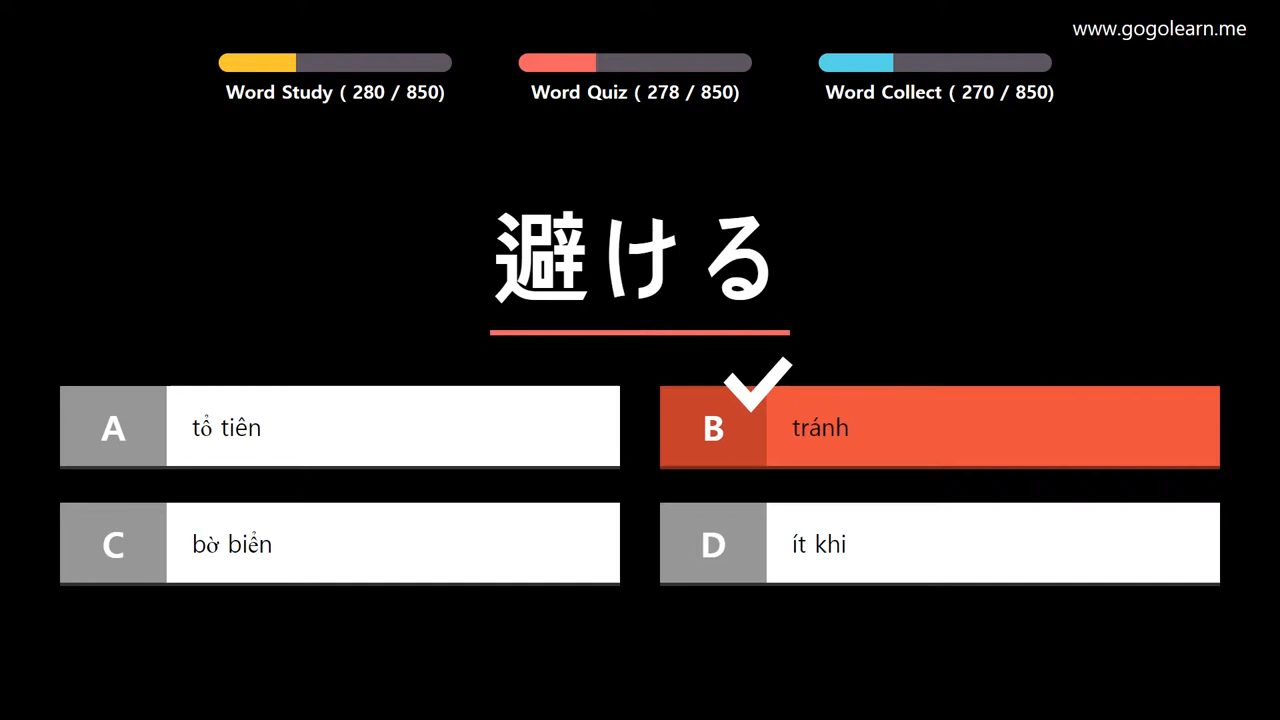 www.gogolearn.me
Word Study ( 280 / 850)
Word Quiz ( 278 / 850)
Word Collect ( 270 / 850)
避ける
A tổ tiên
B tránh
C bờ biển
D ít khi